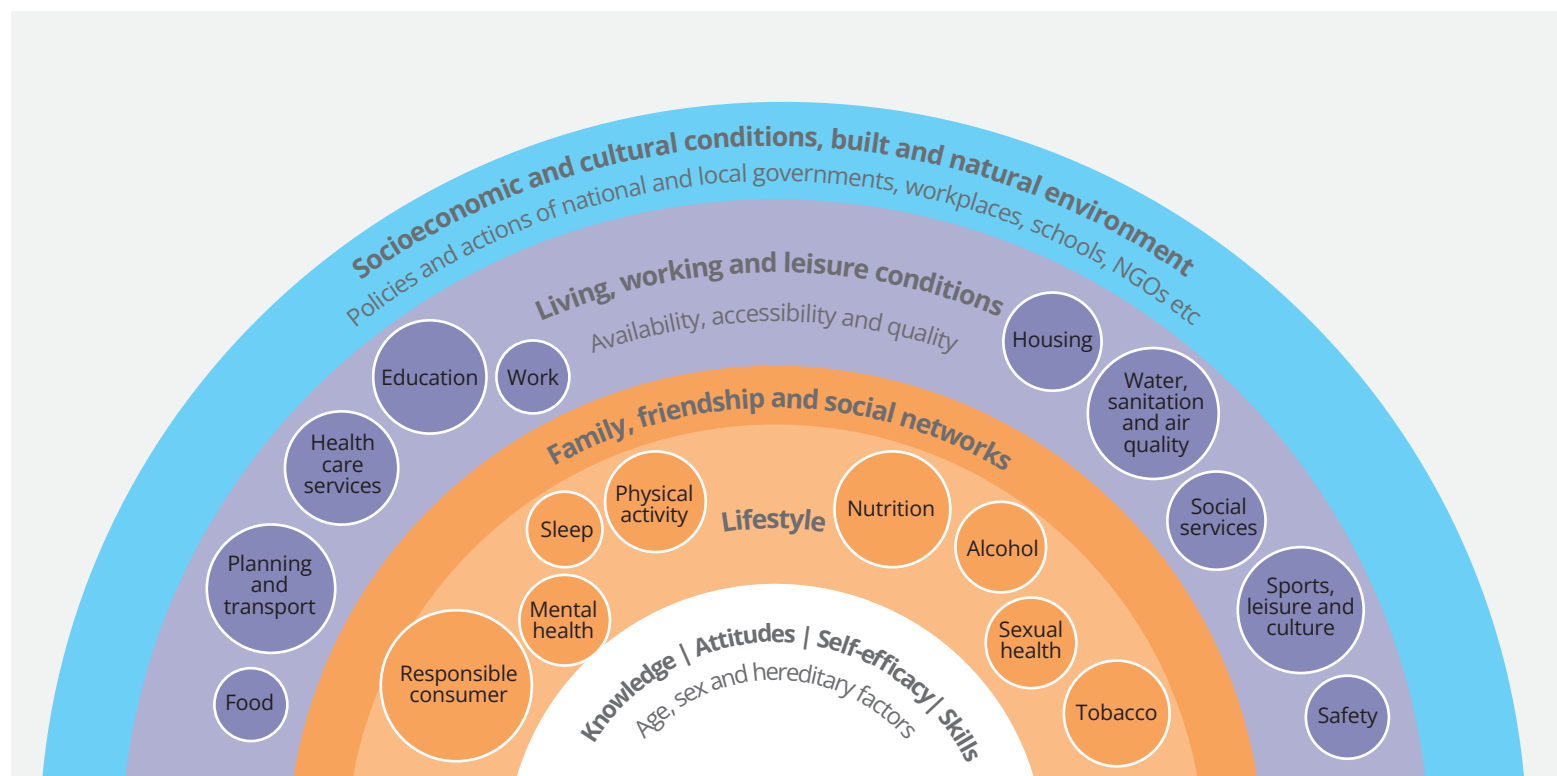 Socioeconomic and cultural conditions, built and natural environment
Policies and actions of national and local governments, workplaces, schools, NGOs etc
Living, working and leisure conditions
Availability, accessibility and quality
Food
Planning
and
transport
Health
care
services
Education
Work
Housing
Water,
sanitation
and air
quality
Social
services
Sports,
leisure and
culture
Safety
Family, friendship and social networks
Lifestyle
Responsible
consumer
Mental
health
Sleep
Physical
activity
Nutrition
Alcohol
Sexual
health
Tobacco
Knowledge | Attitudes | Self-efficacy| Skills
Age, sex and hereditary factors